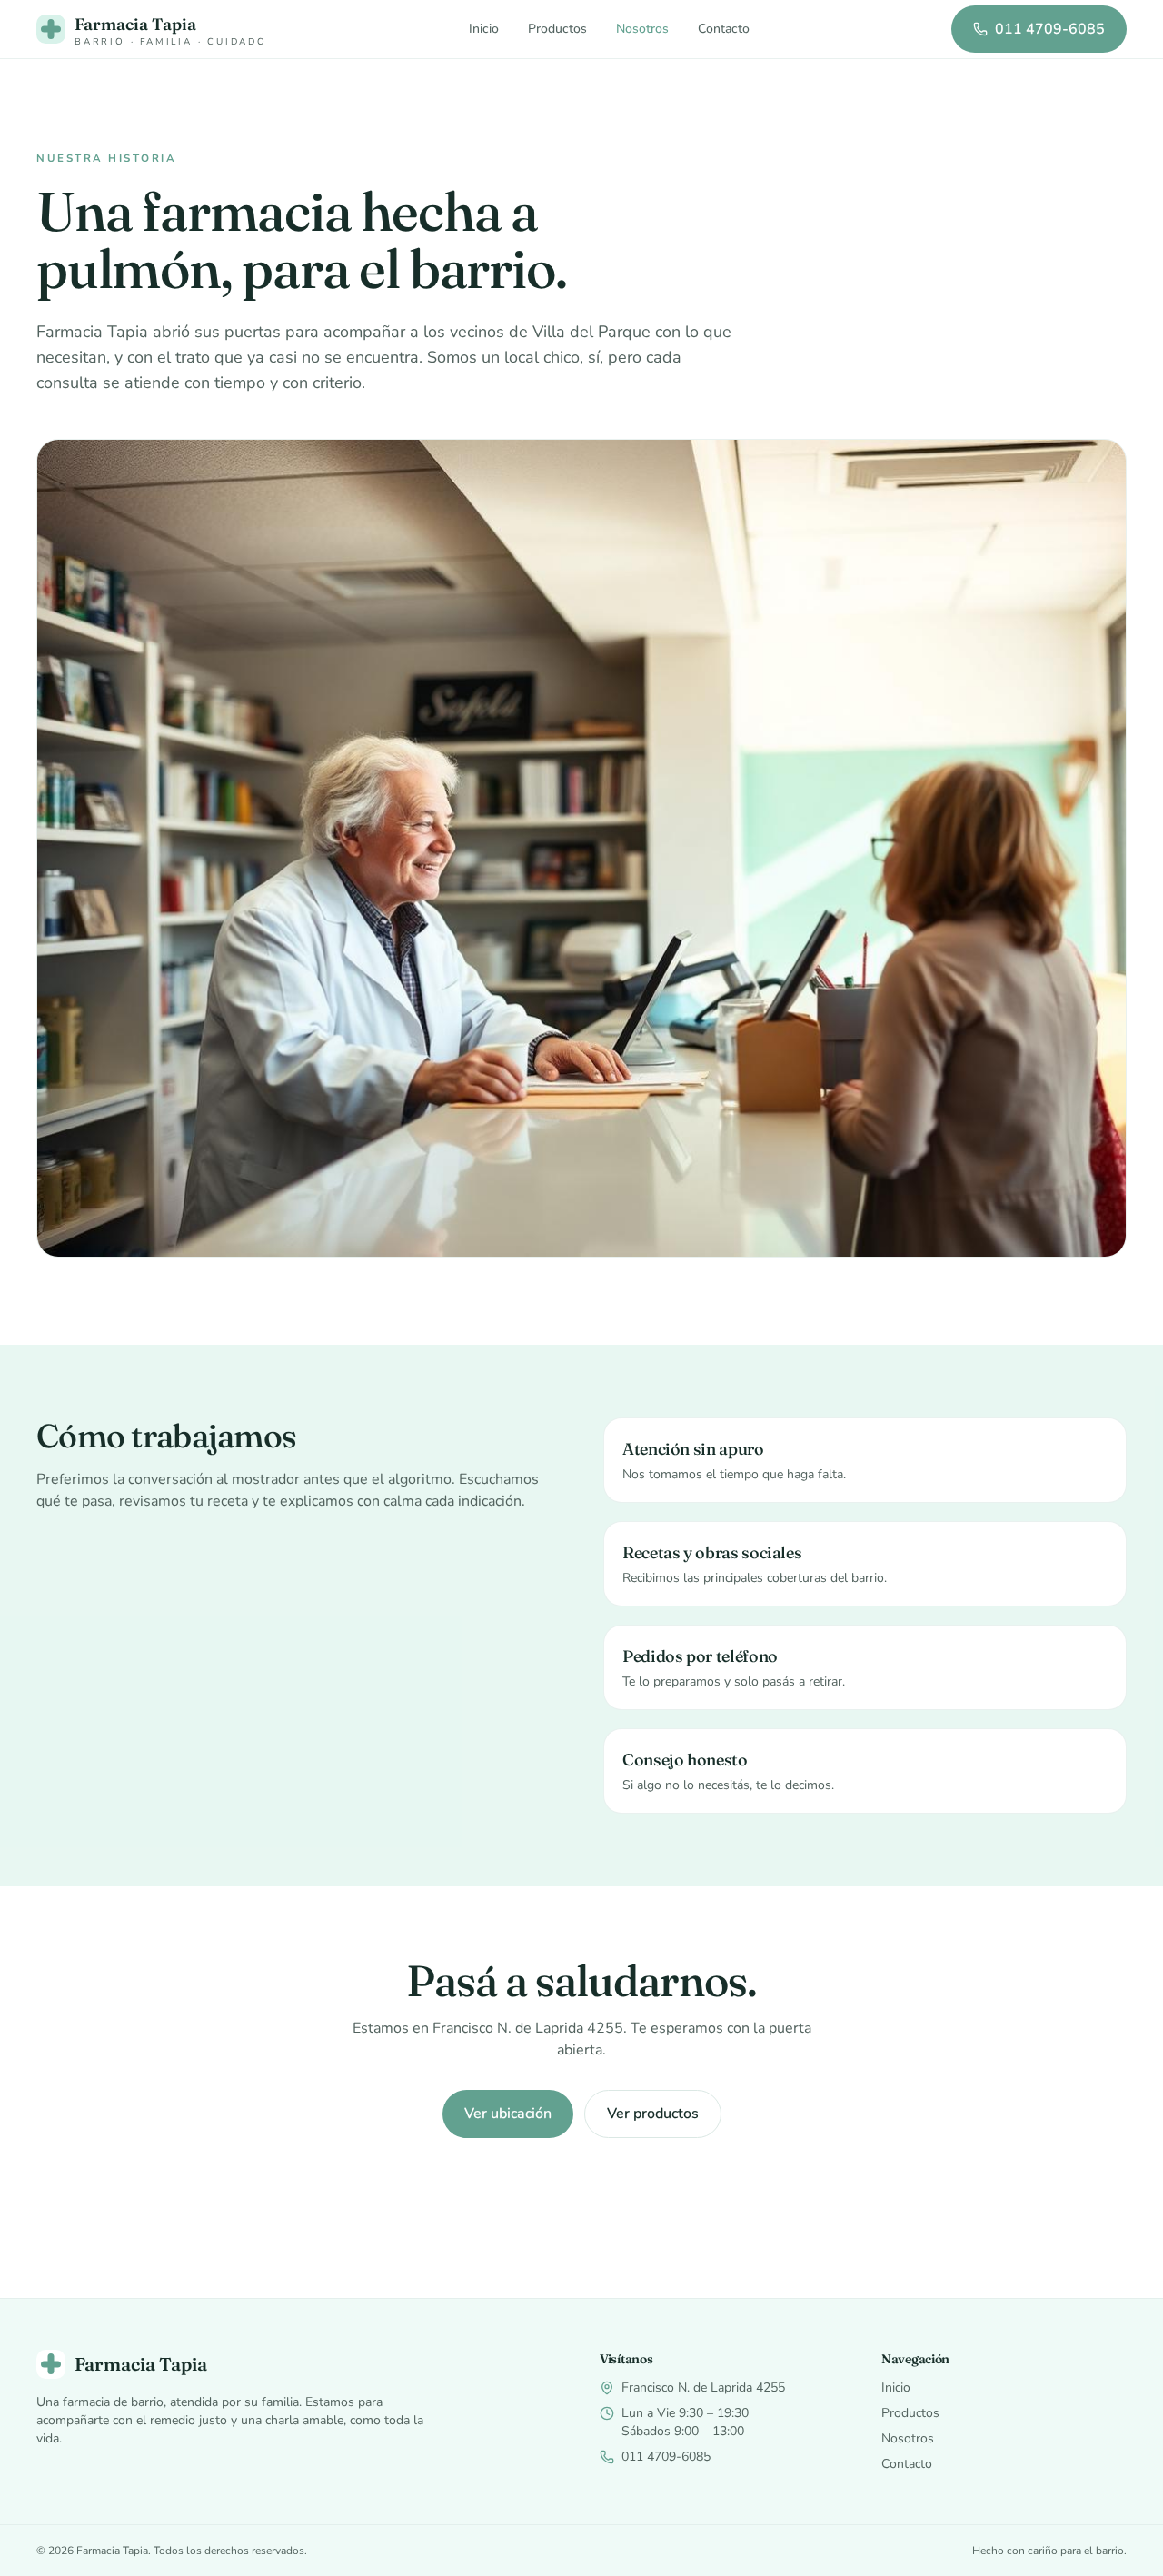 Farmacia Tapia
BARRIO · FAMILIA · CUIDADO
Inicio
Productos
Nosotros
Contacto
011 4709-6085
NUESTRA HISTORIA
Una farmacia hecha a
pulmón, para el barrio.
Farmacia Tapia abrió sus puertas para acompañar a los vecinos de Villa del Parque con lo que
necesitan, y con el trato que ya casi no se encuentra. Somos un local chico, sí, pero cada
consulta se atiende con tiempo y con criterio.
Cómo trabajamos
Preferimos la conversación al mostrador antes que el algoritmo. Escuchamos
qué te pasa, revisamos tu receta y te explicamos con calma cada indicación.
Atención sin apuro
Nos tomamos el tiempo que haga falta.
Recetas y obras sociales
Recibimos las principales coberturas del barrio.
Pedidos por teléfono
Te lo preparamos y solo pasás a retirar.
Consejo honesto
Si algo no lo necesitás, te lo decimos.
Pasá a saludarnos.
Estamos en Francisco N. de Laprida 4255. Te esperamos con la puerta
abierta.
Ver ubicación
Ver productos
Farmacia Tapia
Una farmacia de barrio, atendida por su familia. Estamos para
acompañarte con el remedio justo y una charla amable, como toda la
vida.
Visítanos
Francisco N. de Laprida 4255
Lun a Vie 9:30 – 19:30
Sábados 9:00 – 13:00
011 4709-6085
Navegación
Inicio
Productos
Nosotros
Contacto
© 2026 Farmacia Tapia. Todos los derechos reservados.
Hecho con cariño para el barrio.